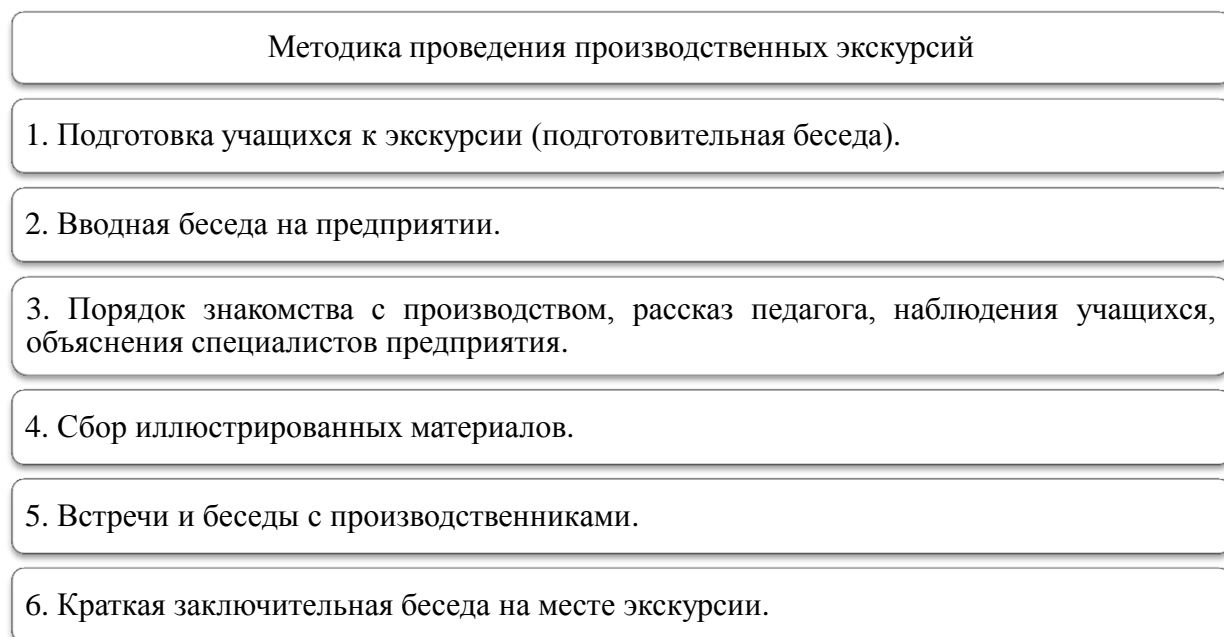 Методика проведения производственных экскурсий
1. Подготовка учащихся к экскурсии (подготовительная беседа).
2. Вводная беседа на предприятии.
3. Порядок знакомства с производством, рассказ педагога, наблюдения учащихся,
объяснения специалистов предприятия.
4. Сбор иллюстрированных материалов.
5. Встречи и беседы с производственниками.
6. Краткая заключительная беседа на месте экскурсии.